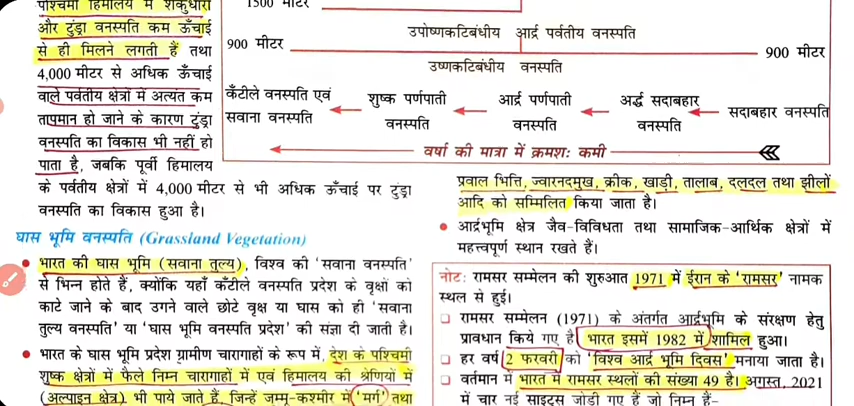 पश्चिमी हिमालय में शंकुधारी
और टुंड्रा वनस्पति कम ऊँचाई
से ही मिलने लगती हैं तथा
4,000 मीटर से अधिक ऊँचाई
वाले पर्वतीय क्षेत्रों में अत्यंत कम
तापमान हो जाने के कारण टुंड्रा
वनस्पति का विकास भी नहीं हो
पाता है, जबकि पूर्वी हिमालय
के पर्वतीय क्षेत्रों में 4,000 मीटर से भी अधिक ऊँचाई पर टुंड्रा
वनस्पति का विकास हुआ है।
घास भूमि वनस्पति (Grassland Vegetation)
भारत की घास भूमि (सवाना तुल्य), विश्व की 'सवाना वनस्पति'
से भिन्न होते हैं, क्योंकि यहाँ कँटीले वनस्पति प्रदेश के वृक्षों को
काटे जाने के बाद उगने वाले छोटे वृक्ष या घास को ही 'सवाना
तुल्य वनस्पति' या 'घास भूमि वनस्पति प्रदेश' की संज्ञा दी जाती है।
भारत के घास भूमि प्रदेश ग्रामीण चारागाहों के रूप में, देश के पश्चिमी
शुष्क क्षेत्रों में फैले निम्न चारागाहों में एवं हिमालय की श्रेणियों में
(अल्पाइन क्षेत्र) भी पाये जाते हैं, जिन्हें जम्मू-कश्मीर में 'मर्ग' तथा
1500 मीटर
उपोष्णकटिबंधीय आर्द्र पर्वतीय वनस्पति
900 मीटर
900 मीटर
उष्णकटिबंधीय वनस्पति
कँटीले वनस्पति एवं
सवाना वनस्पति
शुष्क पर्णपाती
वनस्पति
आर्द्र पर्णपाती
वनस्पति
अर्द्ध सदाबहार
वनस्पति
सदाबहार वनस्पति
वर्षा की मात्रा में क्रमशः कमी
प्रवाल भित्ति, ज्वारनदमुख, क्रीक, खाड़ी, तालाब, दलदल तथा झीलों
आदि को सम्मिलित किया जाता है।
आर्द्रभूमि क्षेत्र जैव-विविधता तथा सामाजिक-आर्थिक क्षेत्रों में
महत्त्वपूर्ण स्थान रखते हैं।
नोट: रामसर सम्मेलन की शुरुआत 1971 में ईरान के 'रामसर' नामक
स्थल से हुई।
रामसर सम्मेलन (1971) के अंतर्गत आर्द्रभूमि के संरक्षण हेतु
प्रावधान किये गए हैं। भारत इसमें 1982 में शामिल हुआ।
हर वर्ष 2 फरवरी को 'विश्व आर्द्र भूमि दिवस' मनाया जाता है।
वर्तमान में भारत में रामसर स्थलों की संख्या 49 है। अगस्त, 2021
में चार नई साइट्स जोड़ी गए हैं जो निम्न हैं-